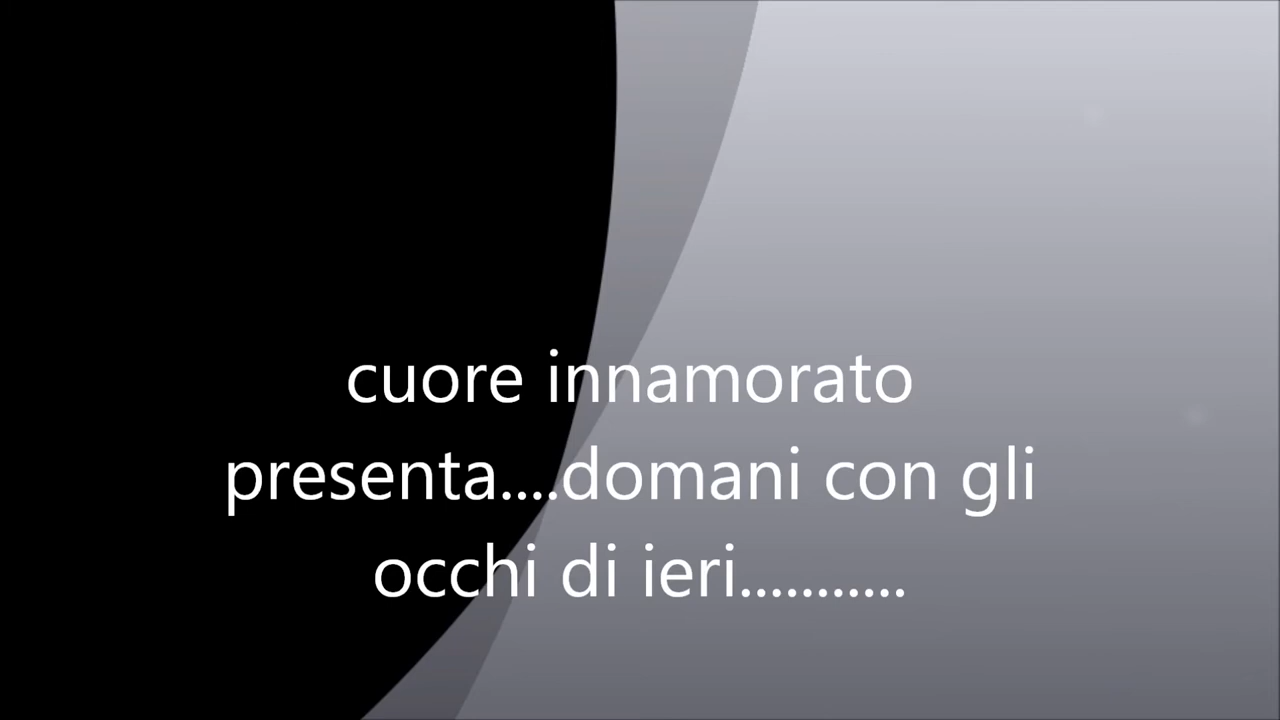 cuore innamorato
presenta....domani con gli
occhi di ieri...........